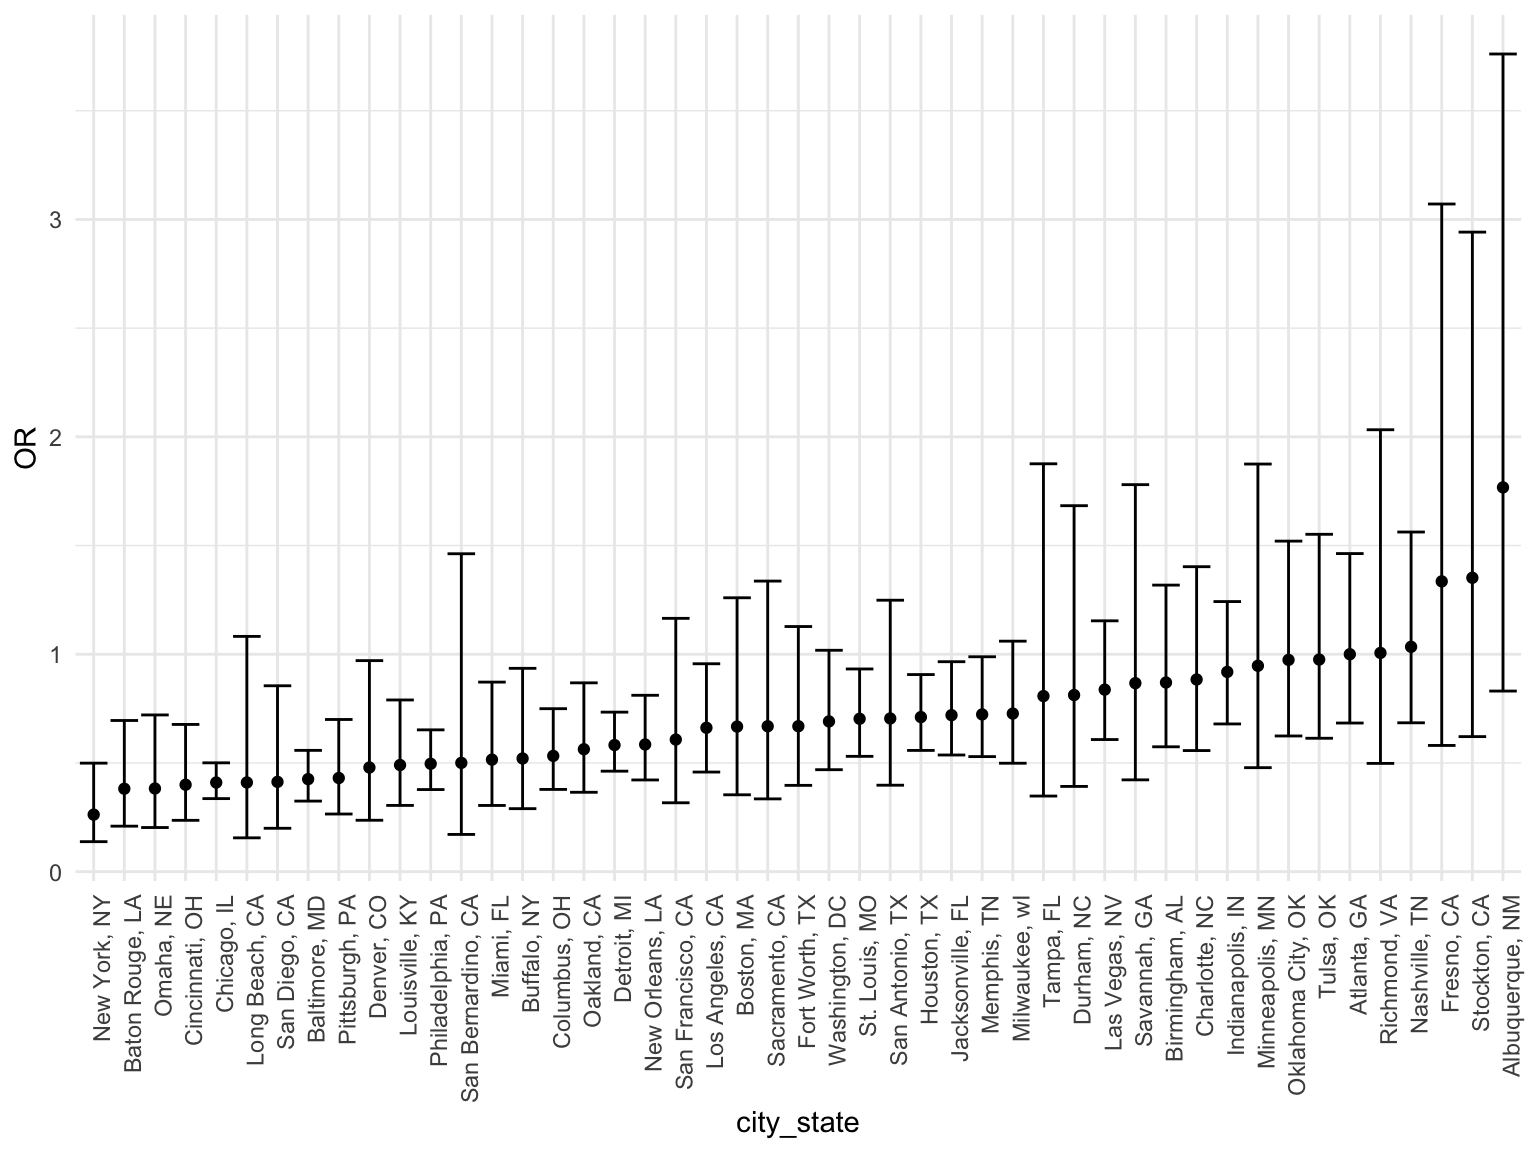 3
2
1
0
OR
New York, NY
Baton Rouge, LA
Omaha, NE
Cincinnati, OH
Chicago, IL
Long Beach, CA
San Diego, CA
Baltimore, MD
Pittsburgh, PA
Denver, CO
Louisville, KY
Philadelphia, PA
San Bernardino, CA
Miami, FL
Buffalo, NY
Columbus, OH
Oakland, CA
Detroit, MI
New Orleans, LA
San Francisco, CA
Los Angeles, CA
Boston, MA
Sacramento, CA
Fort Worth, TX
Washington, DC
St. Louis, MO
San Antonio, TX
Houston, TX
Jacksonville, FL
Memphis, TN
Milwaukee, wI
Tampa, FL
Durham, NC
Las Vegas, NV
Savannah, GA
Birmingham, AL
Charlotte, NC
Indianapolis, IN
Minneapolis, MN
Oklahoma City, OK
Tulsa, OK
Atlanta, GA
Richmond, VA
Nashville, TN
Fresno, CA
Stockton, CA
Albuquerque, NM
city_state